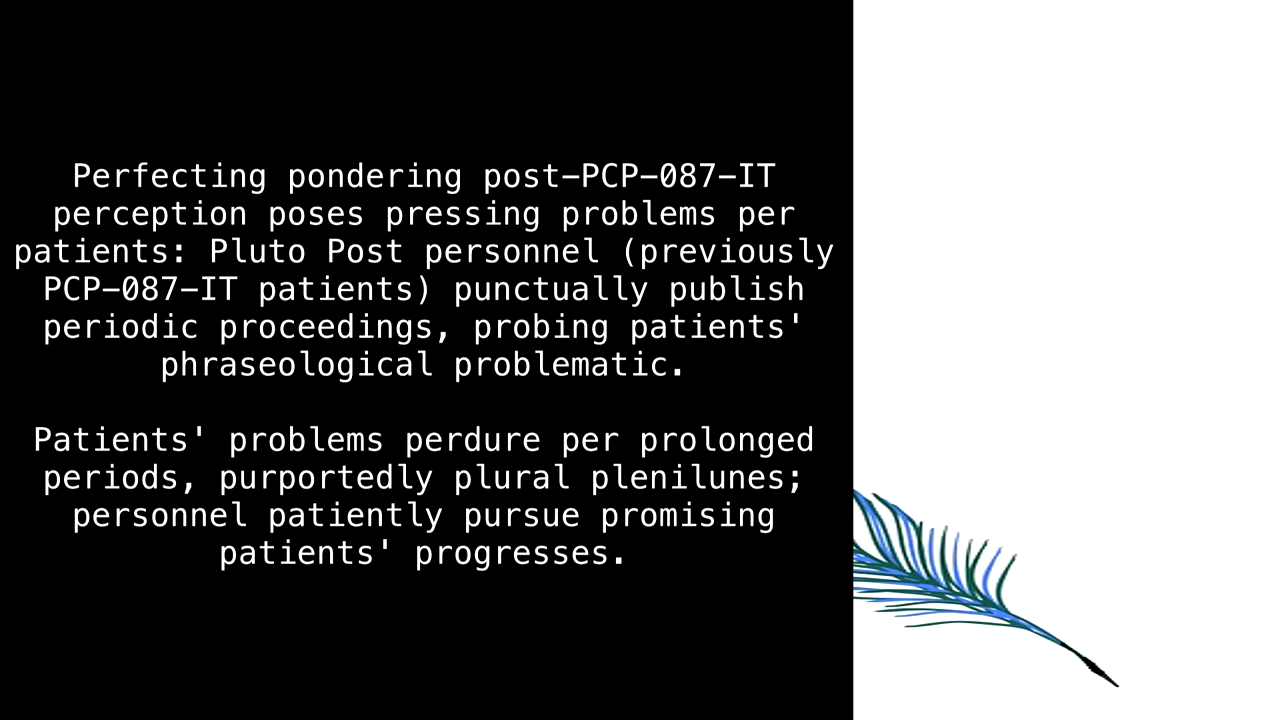 Perfecting pondering post–PCP–087–IT
perception poses pressing problems per
patients: Pluto Post personnel (previously
PCP–087–IT patients) punctually publish
periodic proceedings, probing patients'
phraseological problematic.
Patients' problems perdure per prolonged
periods, purportedly plural plenilunes;
personnel patiently pursue promising
patients' progresses.